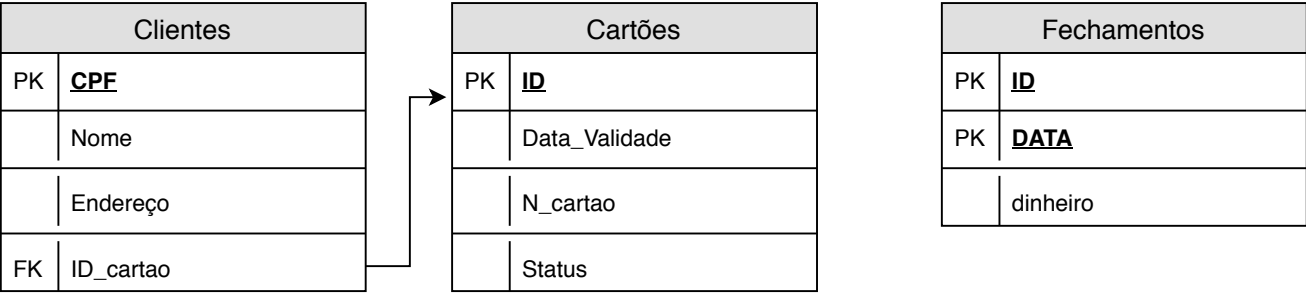 Clientes
PK CPF
Nome
Endereço
FK ID_cartao
Cartões
PK ID
Data_Validade
N_cartao
Status
Fechamentos
PK ID
PK DATA
dinheiro